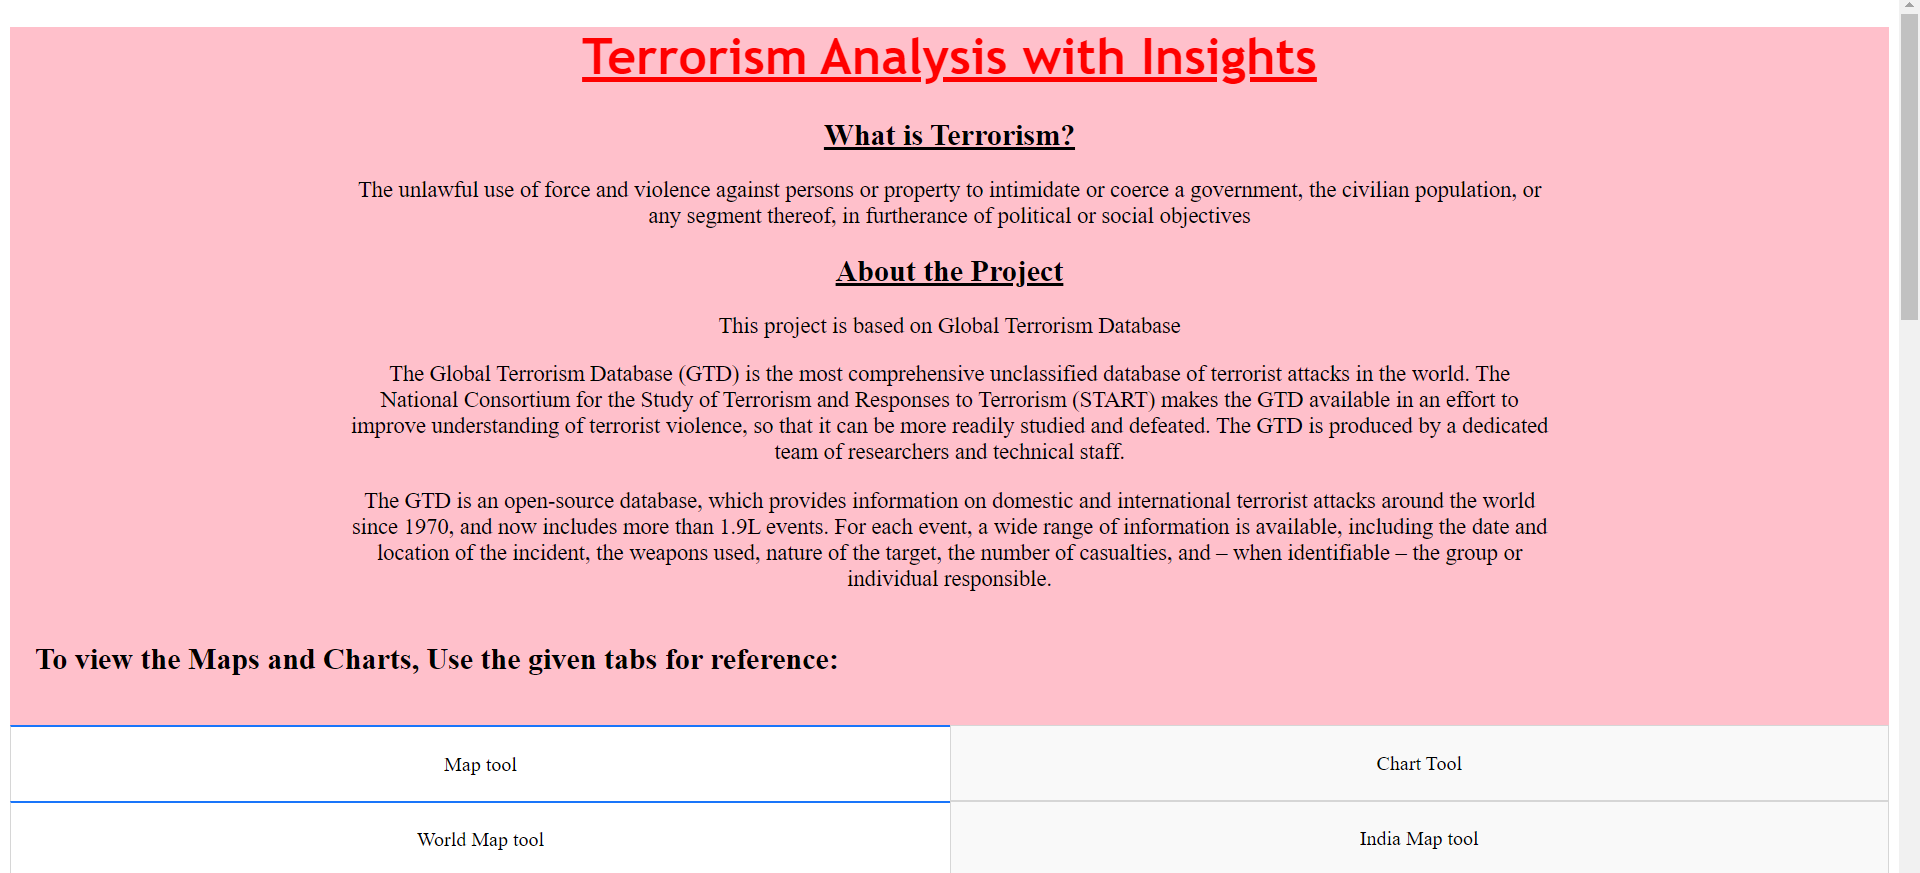 Terrorism Analysis with Insights
What is Terrorism?
The unlawful use of force and violence against persons or property to intimidate or coerce a government, the civilian population, or
any segment thereof, in furtherance of political or social objectives
About the Project
This project is based on Global Terrorism Database
The Global Terrorism Database (GTD) is the most comprehensive unclassified database of terrorist attacks in the world. The
National Consortium for the Study of Terrorism and Responses to Terrorism (START) makes the GTD available in an effort to
improve understanding of terrorist violence, so that it can be more readily studied and defeated. The GTD is produced by a dedicated
team of researchers and technical staff.
The GTD is an open-source database, which provides information on domestic and international terrorist attacks around the world
since 1970, and now includes more than 1.9L events. For each event, a wide range of information is available, including the date and
location of the incident, the weapons used, nature of the target, the number of casualties, and – when identifiable – the group or
individual responsible.
To view the Maps and Charts, Use the given tabs for reference:
Map tool
Chart Tool
World Map tool
India Map tool